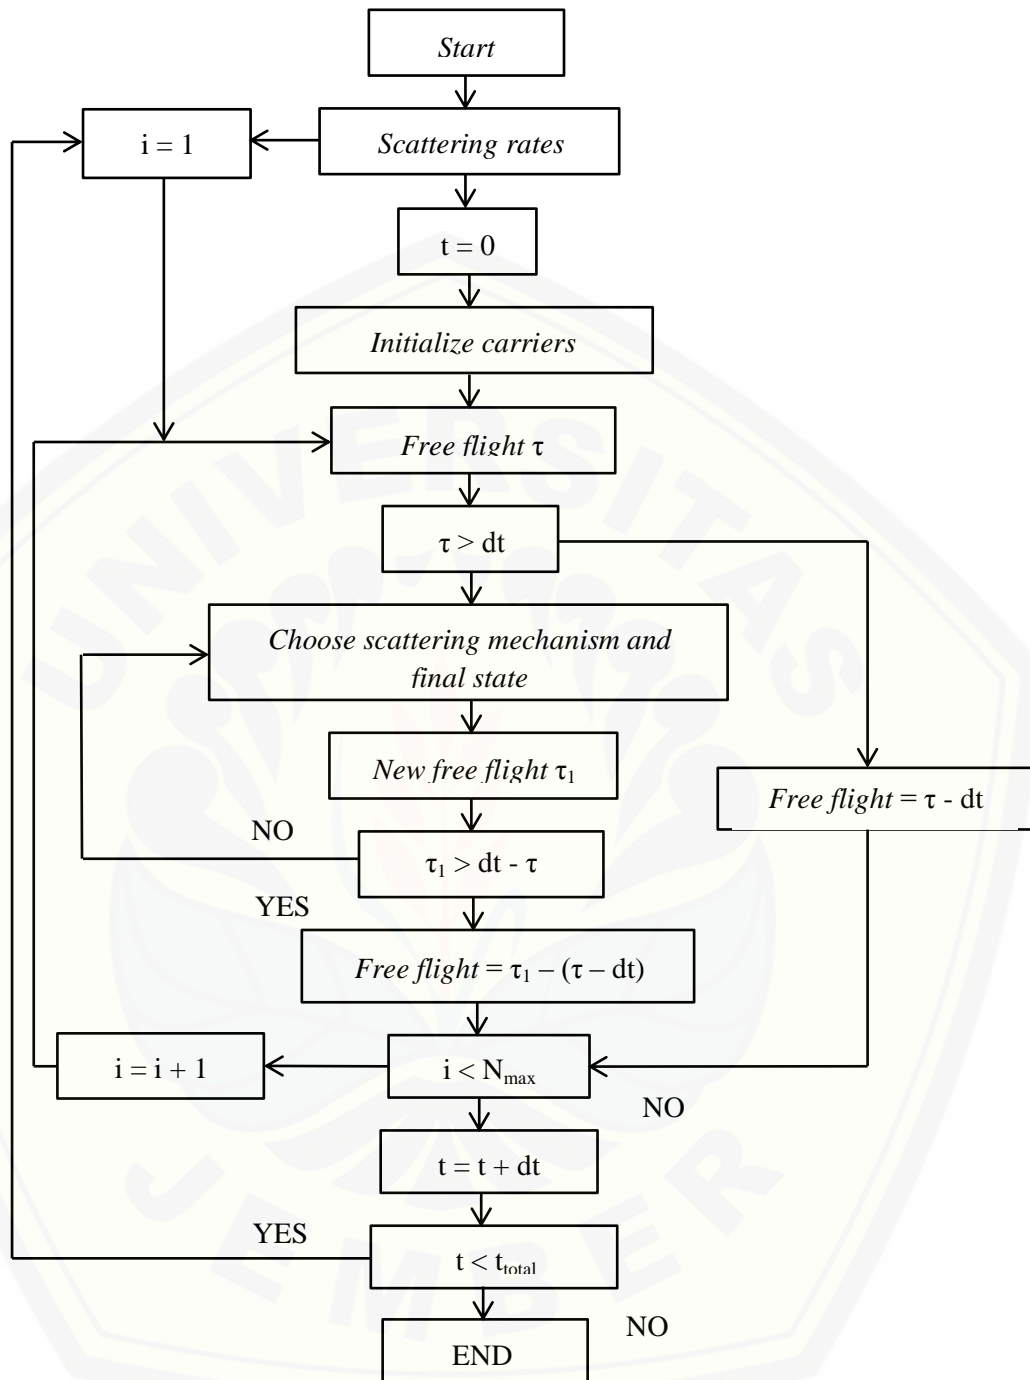 Start
i = 1
Scattering rates
t = 0
Initialize carriers
Free flight τ
τ > dt
Choose scattering mechanism and
final state
New free flight τ₁
Free flight = τ - dt
NO
τ₁ > dt - τ
YES
Free flight = τ₁ – (τ – dt)
i = i + 1
i < Nmax
NO
t = t + dt
YES
t < ttotal
NO
END
UNIVERSITAS
JEMBER